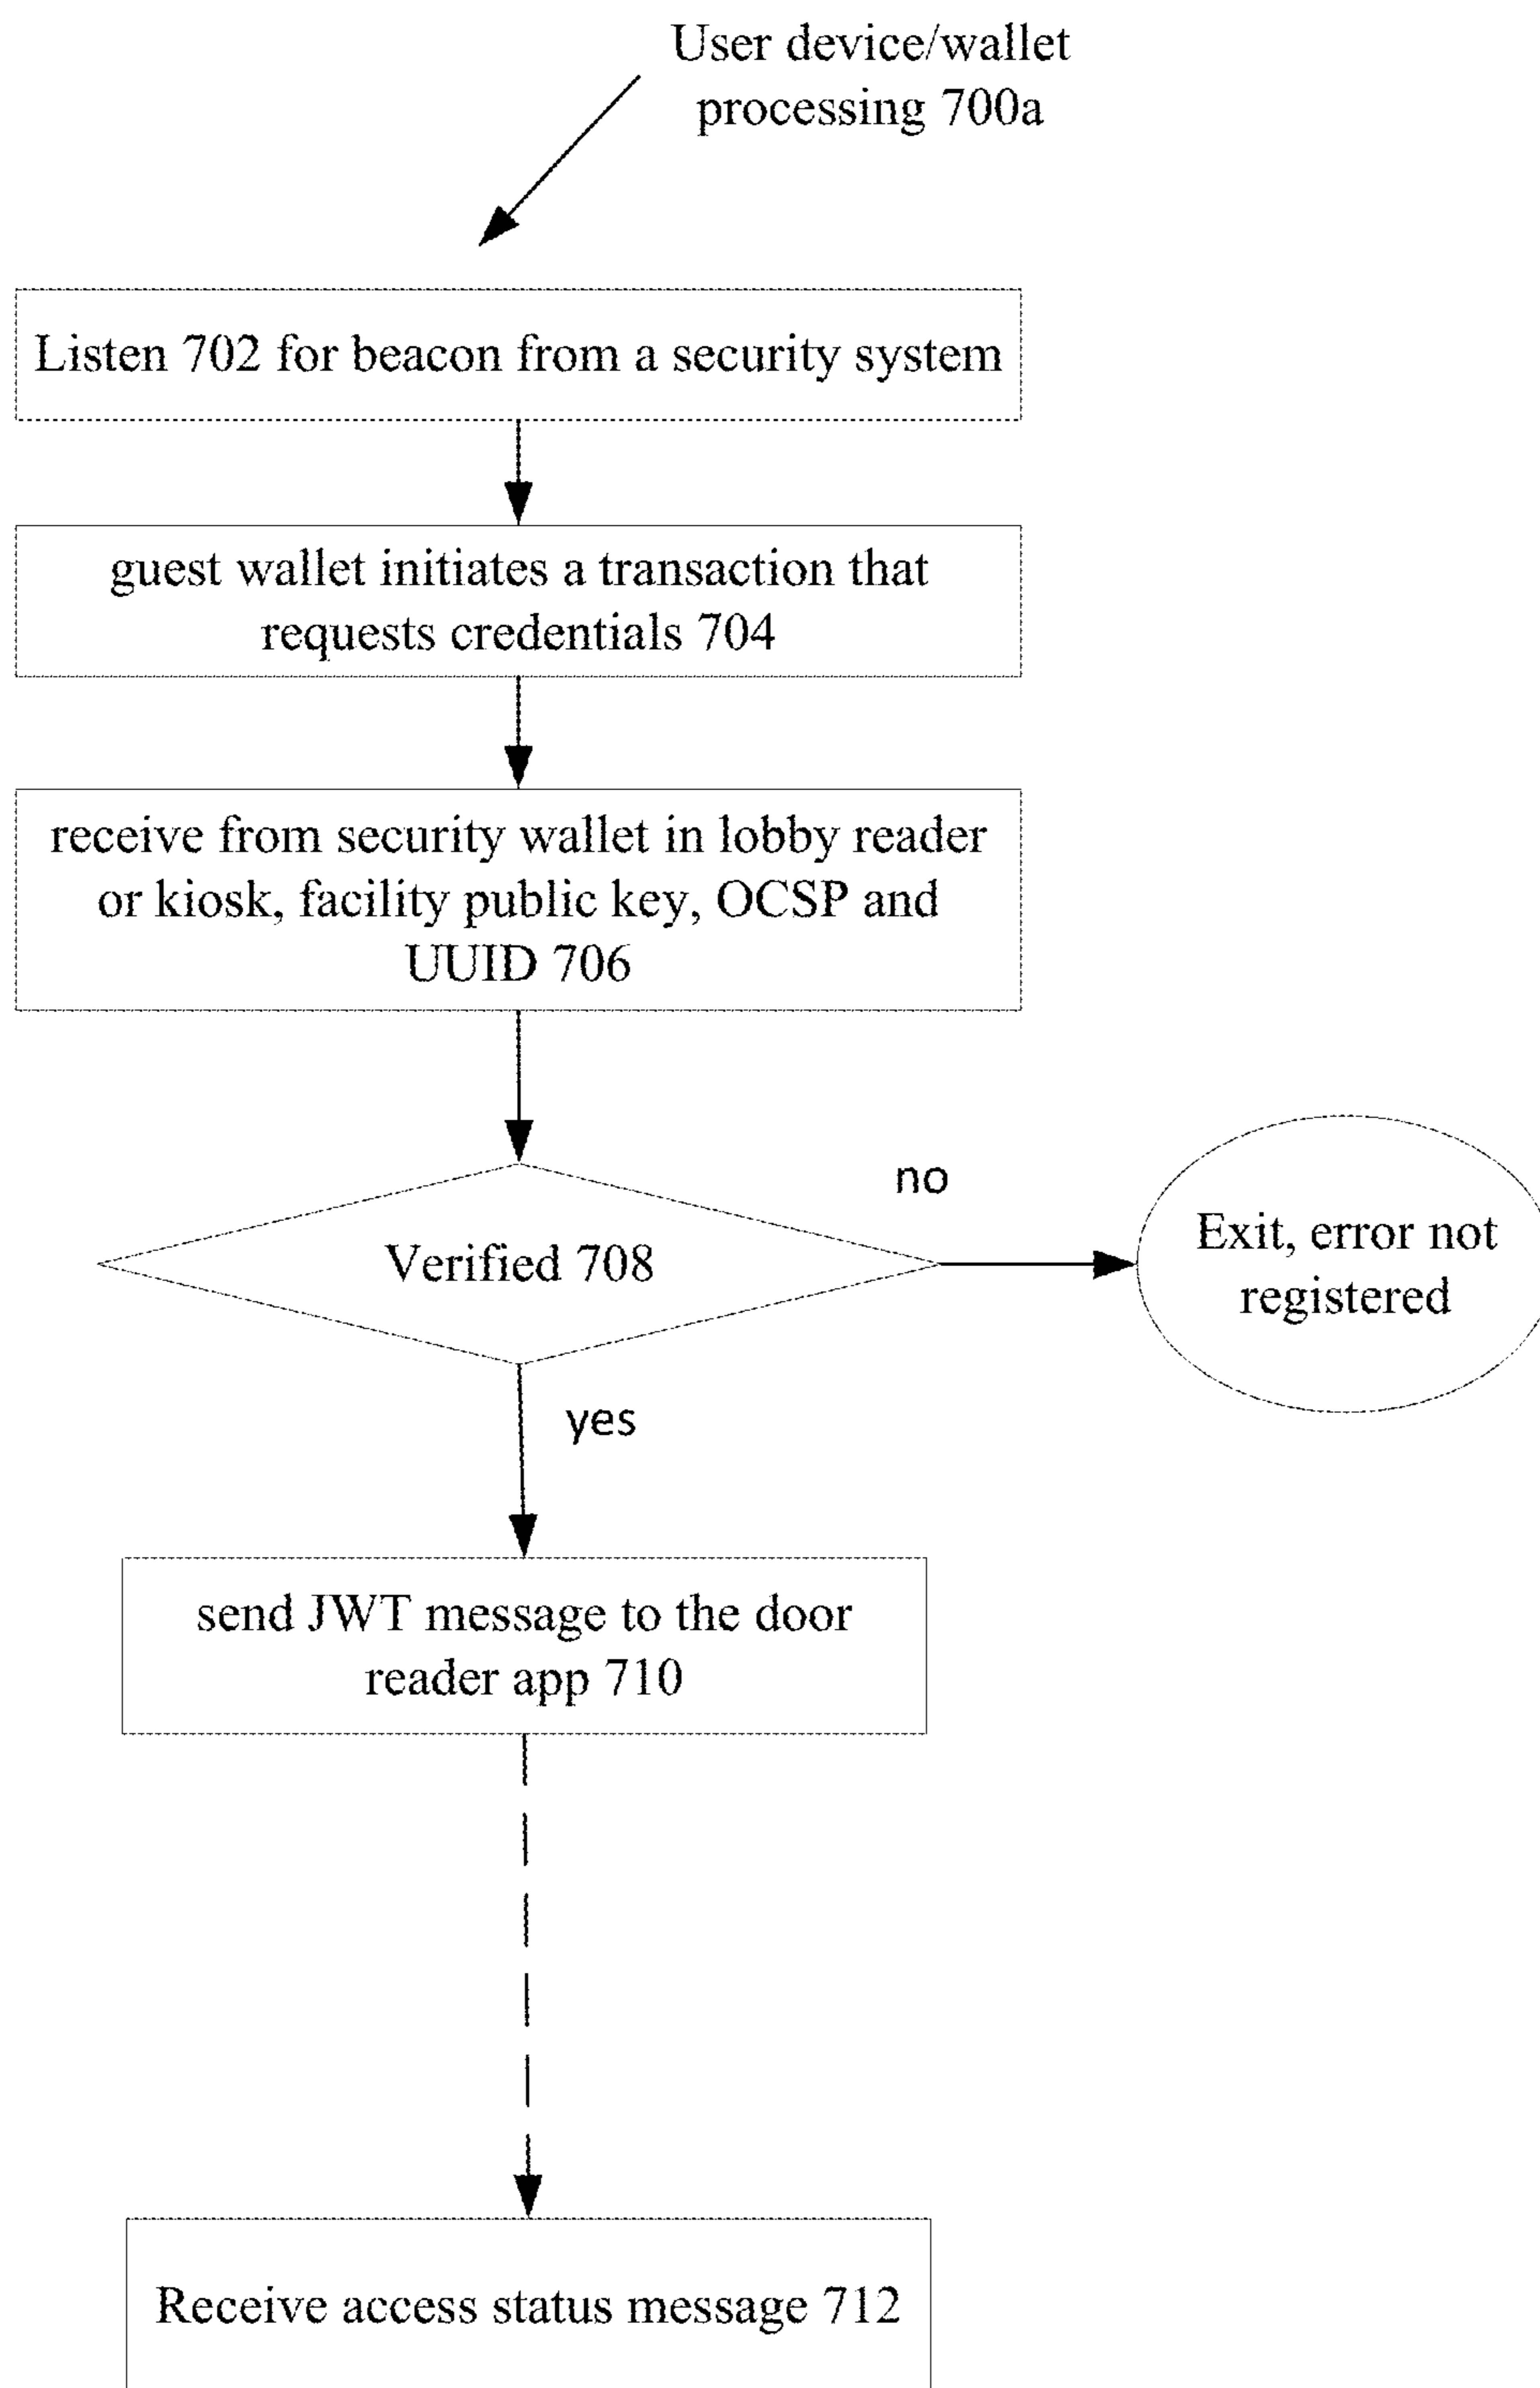 User device/wallet
processing 700a
Listen 702 for beacon from a security system
guest wallet initiates a transaction that
requests credentials 704
receive from security wallet in lobby reader
or kiosk, facility public key, OCSP and
UUID 706
no
Verified 708
Exit, error not
registered
yes
send JWT message to the door
reader app 710
Receive access status message 712